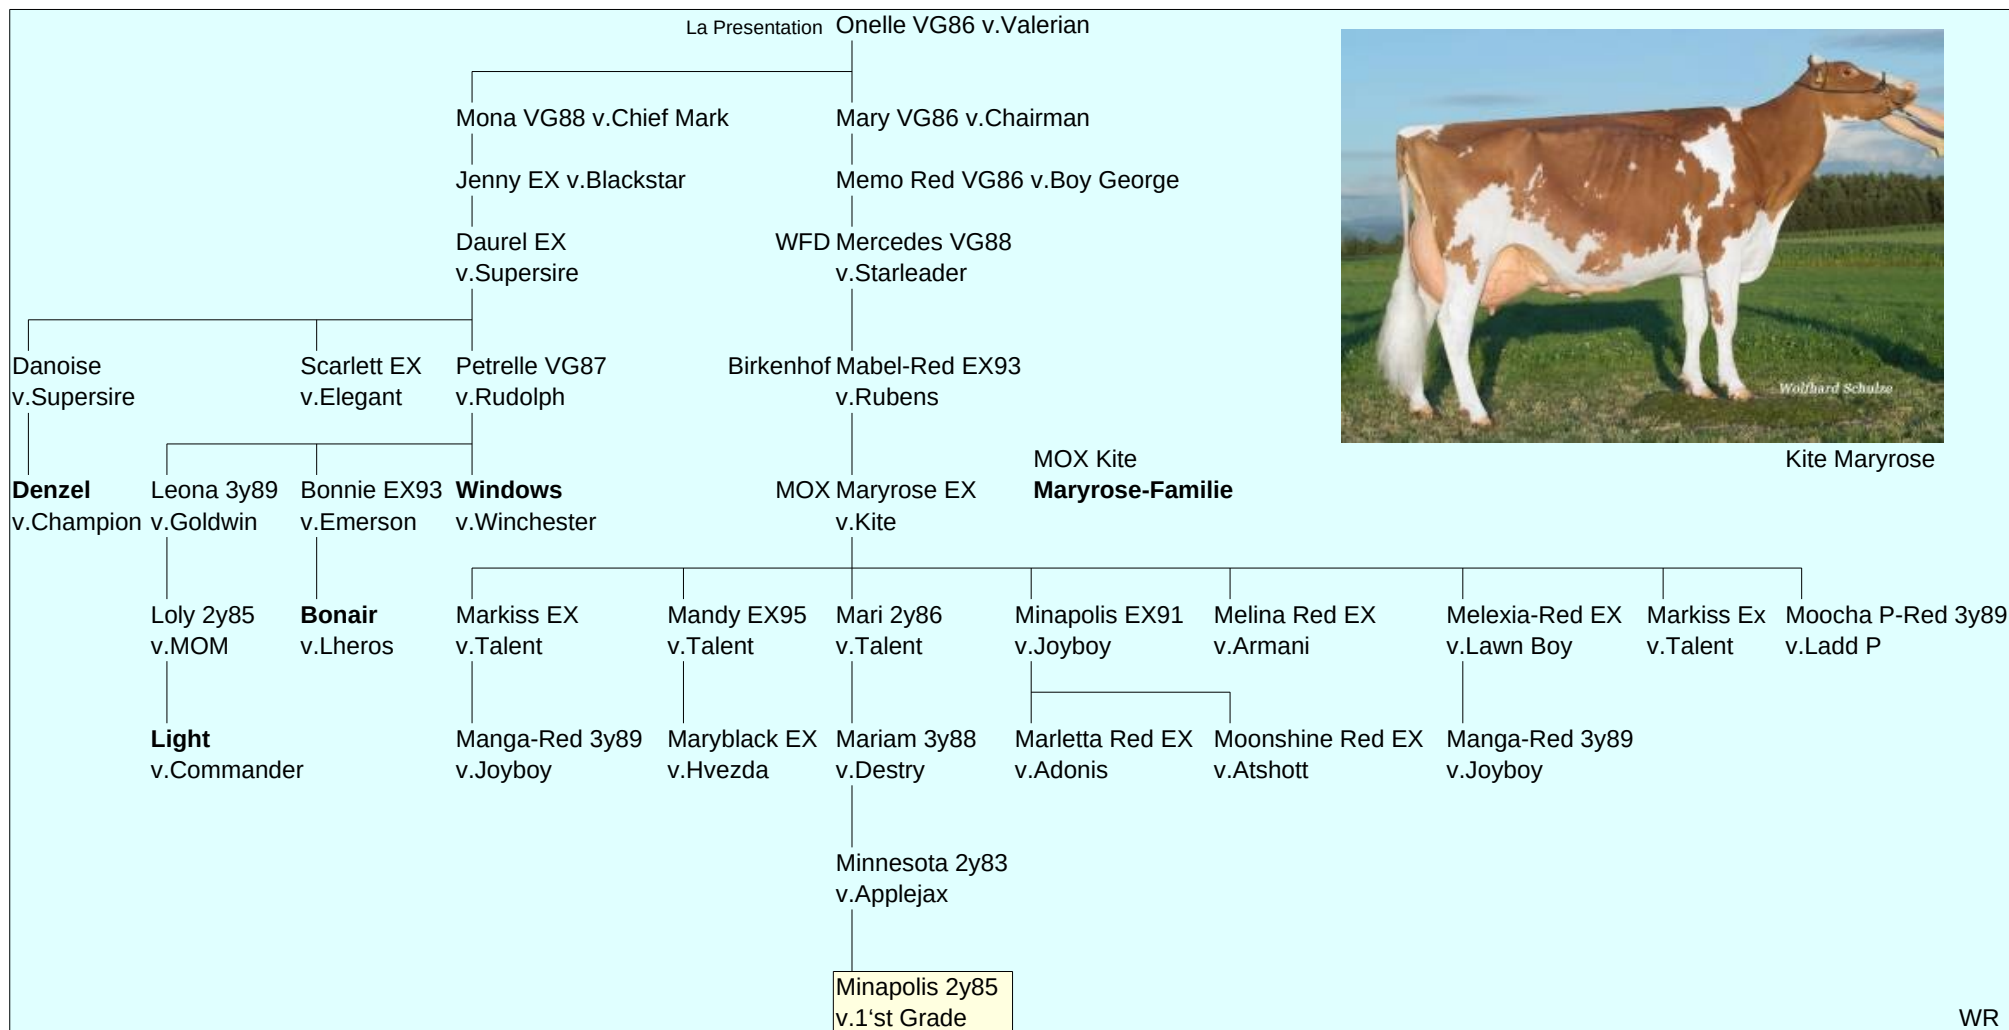 La Presentation Onelle VG86 v.Valerian
Mona VG88 v.Chief Mark
Mary VG86 v.Chairman
Jenny EX v.Blackstar
Memo Red VG86 v.Boy George
Daurel EX
v.Supersire
WFD Mercedes VG88
v.Starleader
Danoise
v.Supersire
Scarlett EX
v.Elegant
Petrelle VG87
v.Rudolph
Birkenhof Mabel-Red EX93
v.Rubens
Wolfhard Schulze
Kite Maryrose
Denzel
v.Champion
Leona 3y89
v.Goldwin
Bonnie EX93
v.Emerson
Windows
v.Winchester
MOX Maryrose EX
v.Kite
MOX Kite
Maryrose-Familie
Loly 2y85
v.MOM
Bonair
v.Lheros
Markiss EX
v.Talent
Mandy EX95
v.Talent
Mari 2y86
v.Talent
Minapolis EX91
v.Joyboy
Melina Red EX
v.Armani
Melexia-Red EX
v.Lawn Boy
Markiss Ex
v.Talent
Moocha P-Red 3y89
v.Ladd P
Light
v.Commander
Manga-Red 3y89
v.Joyboy
Maryblack EX
v.Hvezda
Mariam 3y88
v.Destry
Marletta Red EX
v.Adonis
Moonshine Red EX
v.Atshott
Manga-Red 3y89
v.Joyboy
Minnesota 2y83
v.Applejax
Minapolis 2y85
v.1‘st Grade
WR